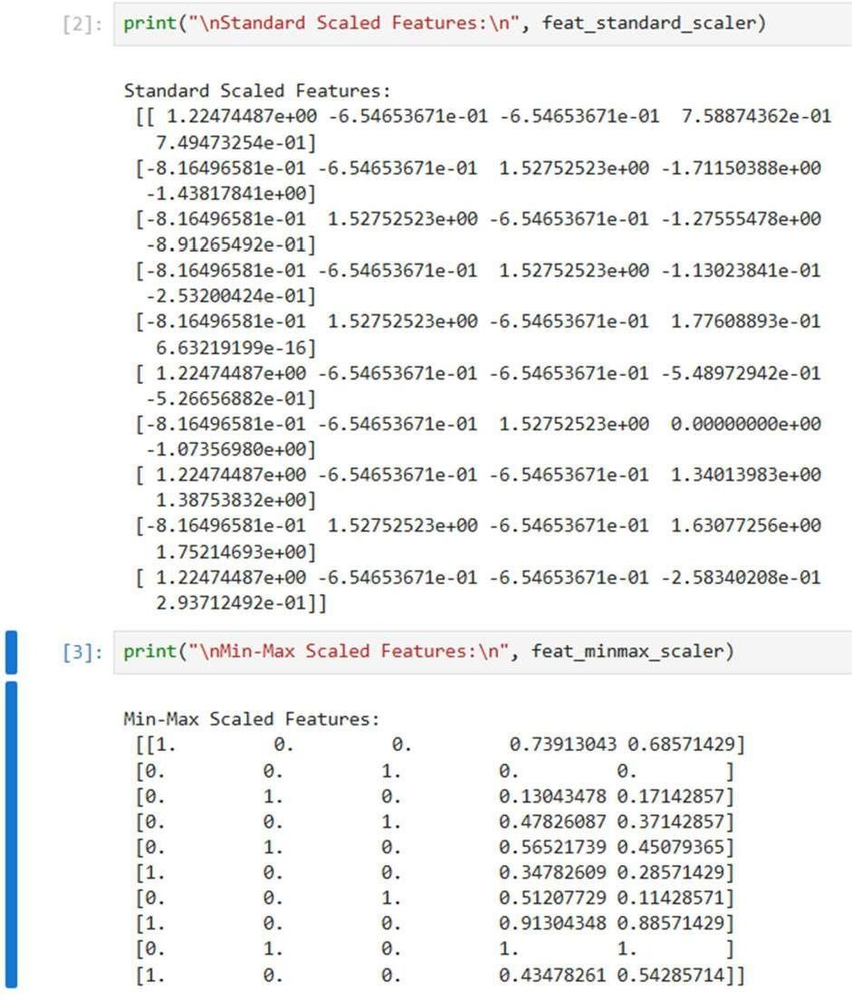 [2]: print("\nStandard Scaled Features:\n", feat_standard_scaler)
Standard Scaled Features:
[[ 1.22474487e+00 -6.54653671e-01 -6.54653671e-01  7.58874362e-01
7.49473254e-01]
[-8.16496581e-01 -6.54653671e-01  1.52752523e+00 -1.71150388e+00
-1.43817841e+00]
[-8.16496581e-01  1.52752523e+00 -6.54653671e-01 -1.27555478e+00
-8.91265492e-01]
[-8.16496581e-01 -6.54653671e-01  1.52752523e+00 -1.13023841e-01
-2.53200424e-01]
[-8.16496581e-01  1.52752523e+00 -6.54653671e-01  1.77608893e-01
6.63219199e-16]
[ 1.22474487e+00 -6.54653671e-01 -6.54653671e-01 -5.48972942e-01
-5.26656882e-01]
[-8.16496581e-01 -6.54653671e-01  1.52752523e+00  0.00000000e+00
-1.07356980e+00]
[ 1.22474487e+00 -6.54653671e-01 -6.54653671e-01  1.34013983e+00
1.38753832e+00]
[-8.16496581e-01  1.52752523e+00 -6.54653671e-01  1.63077256e+00
1.75214693e+00]
[ 1.22474487e+00 -6.54653671e-01 -6.54653671e-01 -2.58340208e-01
2.93712492e-01]]
[3]: print("\nMin-Max Scaled Features:\n", feat_minmax_scaler)
Min-Max Scaled Features:
[[1. 0. 0. 0.73913043 0.68571429]
[0. 0. 1. 0. 0. ]
[0. 1. 0. 0.13043478 0.17142857]
[0. 0. 1. 0.47826087 0.37142857]
[0. 1. 0. 0.56521739 0.45079365]
[1. 0. 0. 0.34782609 0.28571429]
[0. 0. 1. 0.51207729 0.11428571]
[1. 0. 0. 0.91304348 0.88571429]
[0. 1. 0. 1. 1. ]
[1. 0. 0. 0.43478261 0.54285714]]